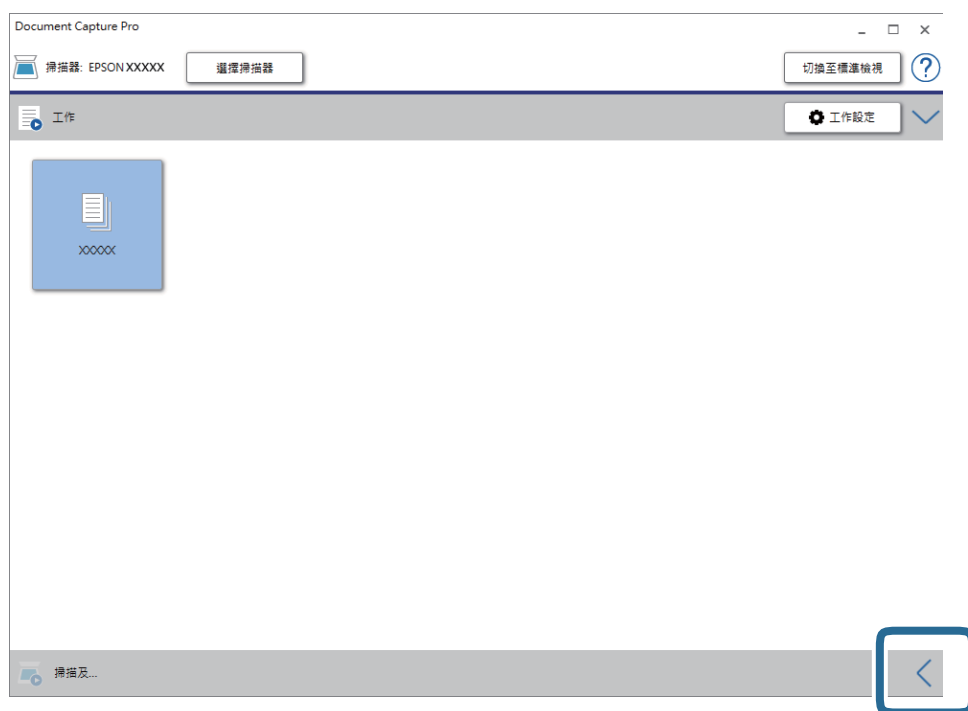 Document Capture Pro
掃描器: EPSON XXXXX
選擇掃描器
切換至標準檢視
?
工作
工作設定
XXXXX
掃描及...